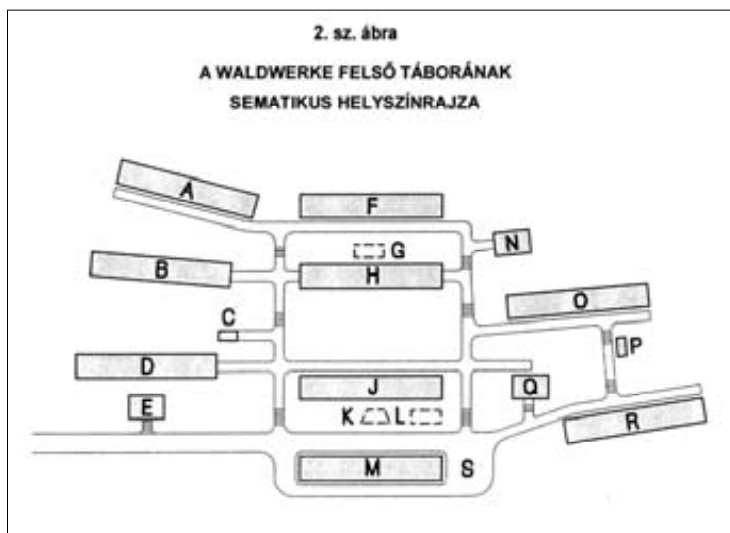 2. sz. ábra
A WALDWERKE FELSŐ TÁBORÁNAK
SEMATIKUS HELYSZÍNRAJZA
A
F
N
G
B
H
O
C
P
D
J
Q
E
K L
R
M S